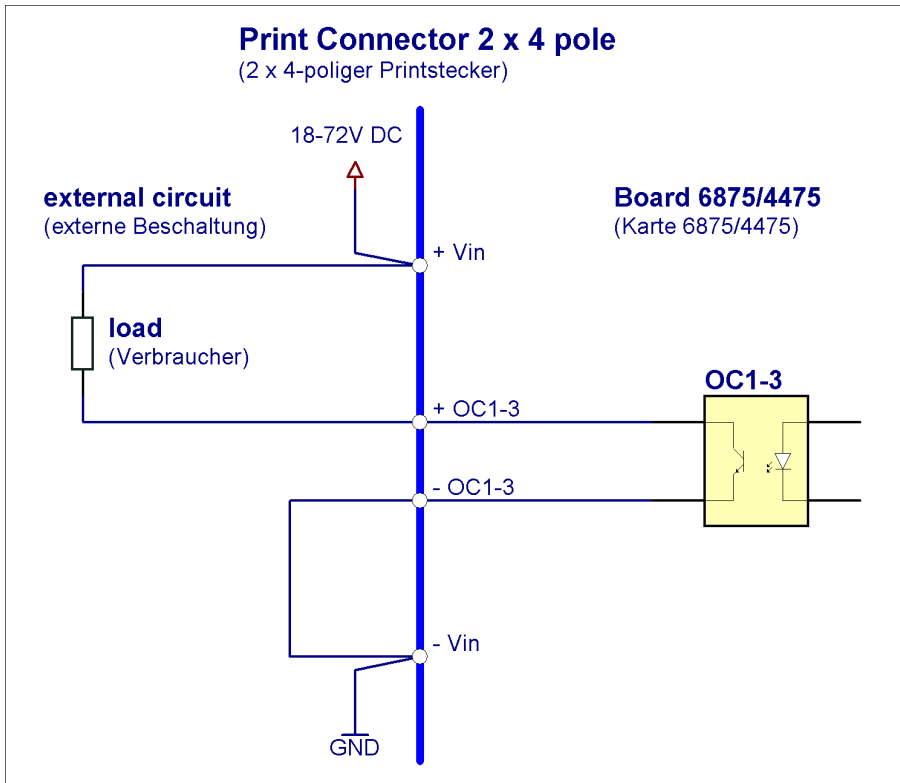 Print Connector 2 x 4 pole
(2 x 4-poliger Printstecker)
18-72V DC
external circuit
(externe Beschaltung)
Board 6875/4475
(Karte 6875/4475)
+ Vin
load
(Verbraucher)
OC1-3
+ OC1-3
- OC1-3
- Vin
GND